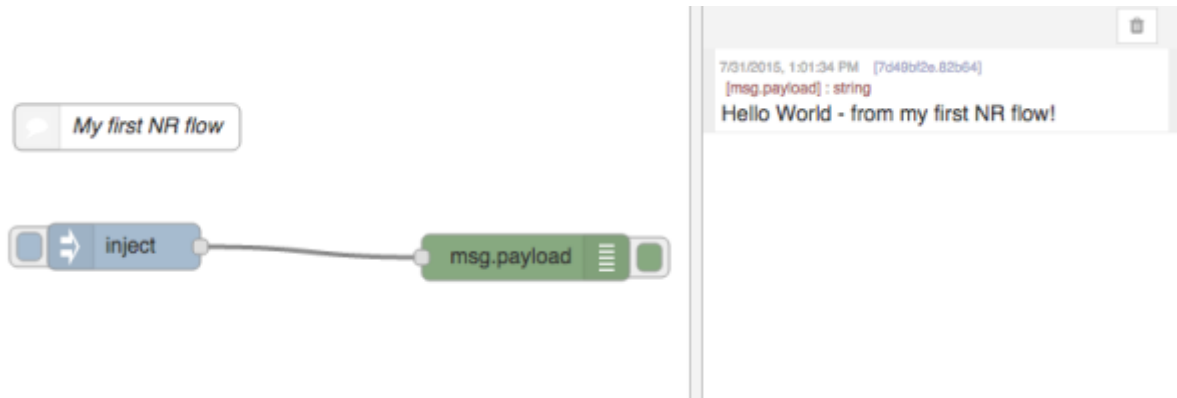 My first NR flow
inject
msg.payload
7/31/2015, 1:01:34 PM [7d49bf2e.82b64]
[msg.payload] : string
Hello World - from my first NR flow!